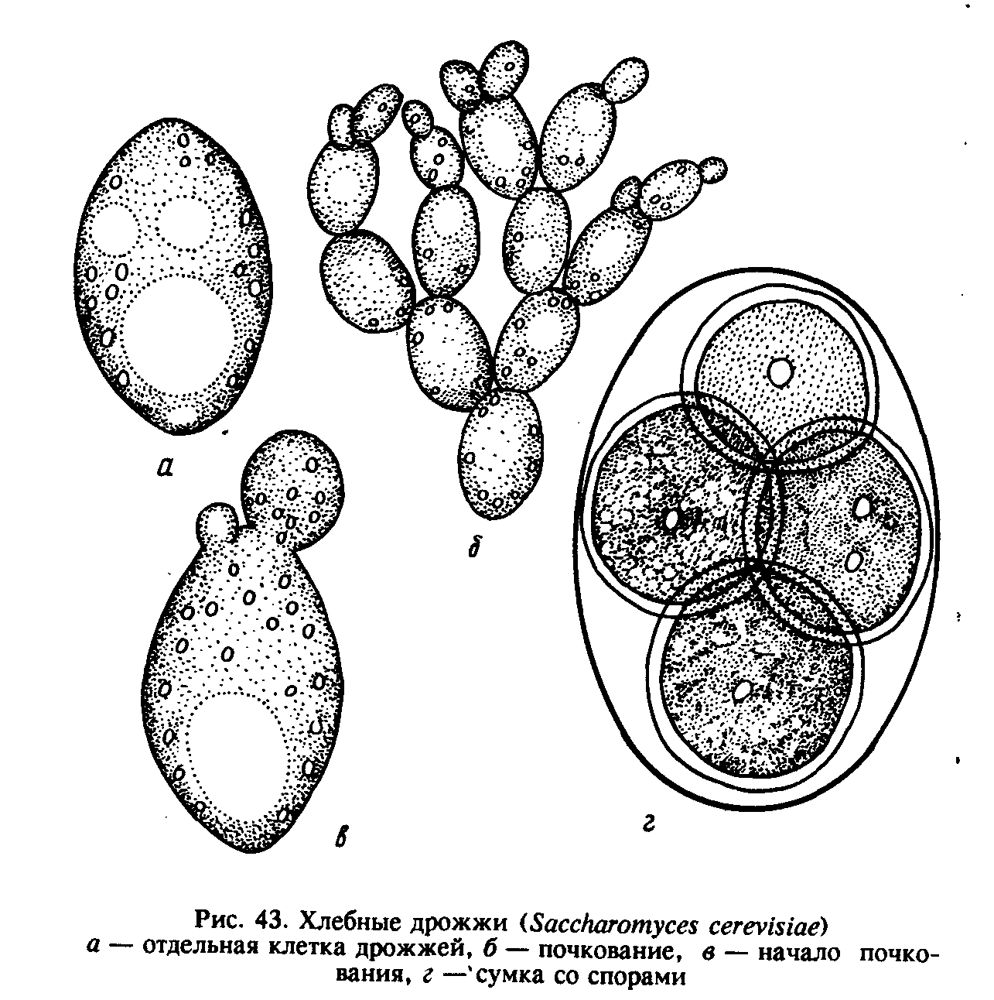 а
б
в
г
Рис. 43. Хлебные дрожжи (Saccharomyces cerevisiae)
а — отдельная клетка дрожжей, б — почкование, в — начало почко-
вания, г — сумка со спорами